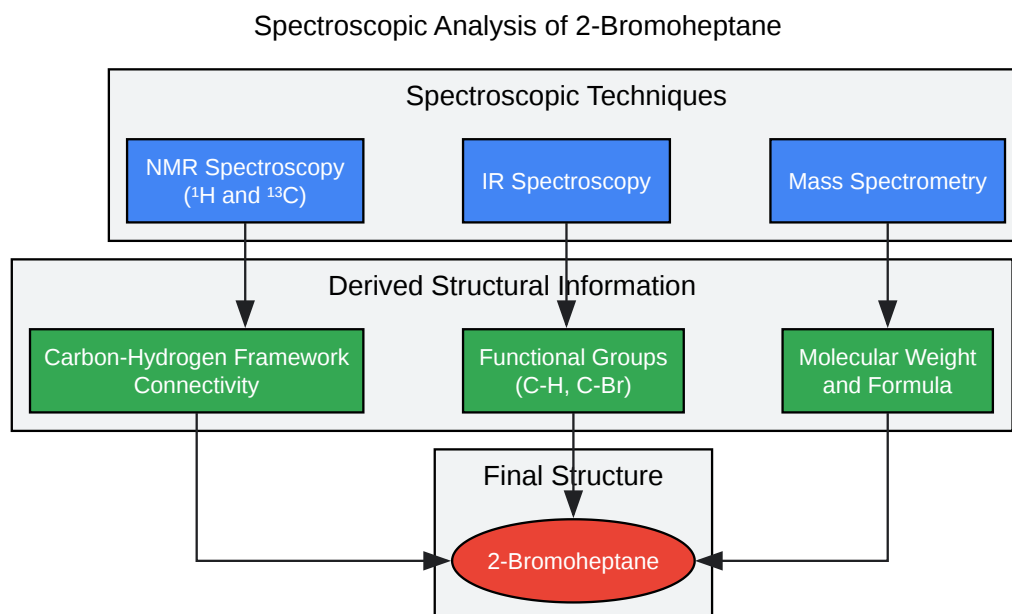 Spectroscopic Analysis of 2-Bromoheptane
Spectroscopic Techniques
NMR Spectroscopy
(¹H and ¹³C)
IR Spectroscopy
Mass Spectrometry
Derived Structural Information
Carbon-Hydrogen Framework
Connectivity
Functional Groups
(C-H, C-Br)
Molecular Weight
and Formula
Final Structure
2-Bromoheptane